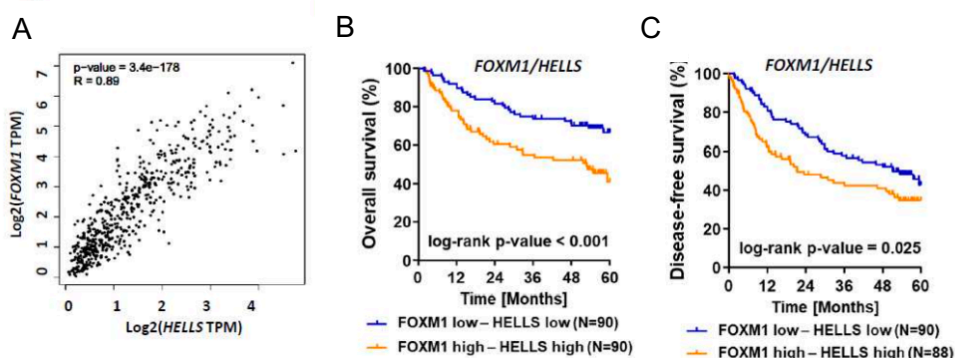 A
p-value = 3.4e−178
R = 0.89
Log2(FOXM1 TPM)
7
6
5
4
3
2
1
0
0 1 2 3 4
Log2(HELLS TPM)
B
FOXM1/HELLS
Overall survival (%)
100
80
60
40
20
0
log-rank p-value < 0.001
0 12 24 36 48 60
Time [Months]
FOXM1 low – HELLS low (N=90)
FOXM1 high – HELLS high (N=90)
C
FOXM1/HELLS
Disease-free survival (%)
100
80
60
40
20
0
log-rank p-value = 0.025
0 12 24 36 48 60
Time [Months]
FOXM1 low – HELLS low (N=90)
FOXM1 high – HELLS high (N=88)